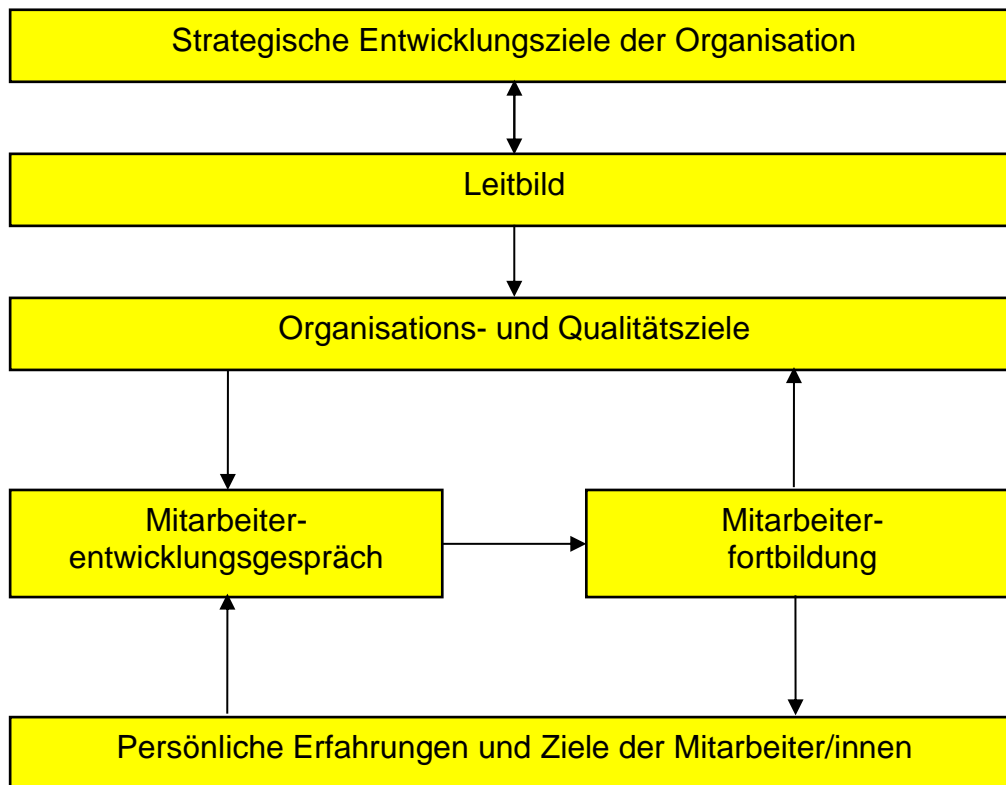 Strategische Entwicklungsziele der Organisation
Leitbild
Organisations- und Qualitätsziele
Mitarbeiter-
entwicklungsgespräch
Mitarbeiter-
fortbildung
Persönliche Erfahrungen und Ziele der Mitarbeiter/innen